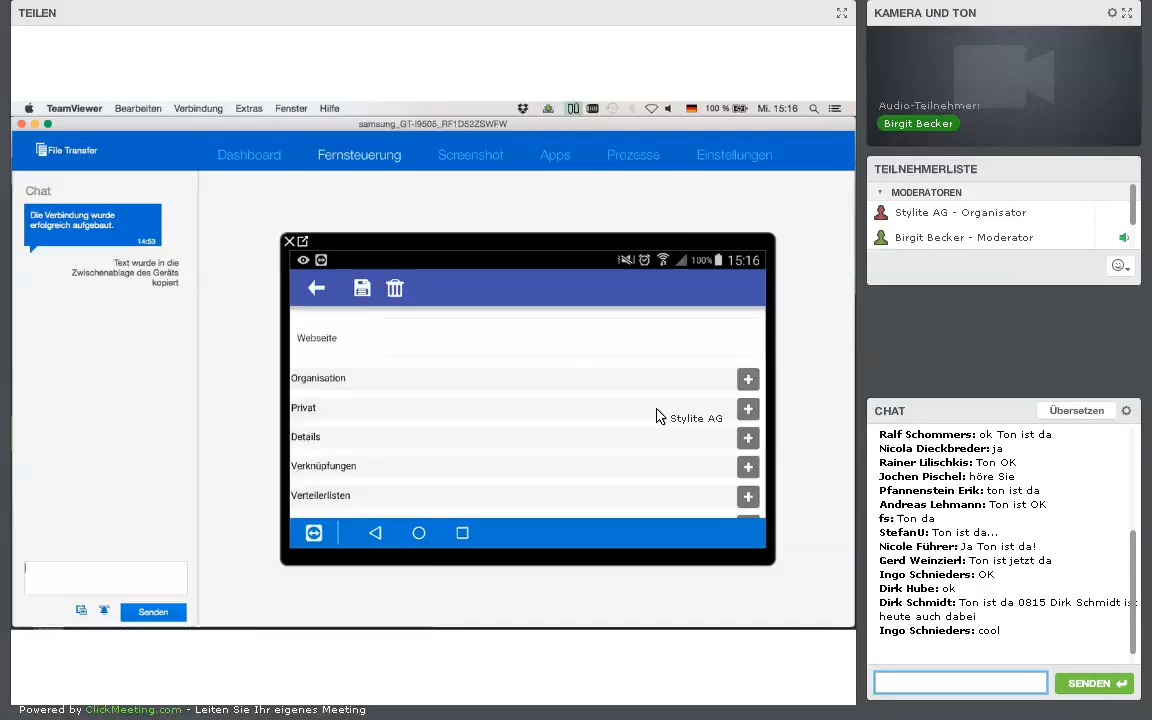 TEILEN
TeamViewer Bearbeiten Verbindung Extras Fenster Hilfe
100 % Mi. 15:16
samsung_GT-I9505_RF1D52ZSWFW
File Transfer
Dashboard Fernsteuerung Screenshot Apps Prozesse Einstellungen
Chat
Die Verbindung wurde
erfolgreich aufgebaut.
14:53
Text wurde in die
Zwischenablage des Geräts
kopiert
Senden
100% 15:16
Webseite
Organisation
Privat
Stylite AG
Details
Verknüpfungen
Verteilerlisten
KAMERA UND TON
Audio-Teilnehmer:
Birgit Becker
TEILNEHMERLISTE
MODERATOREN
Stylite AG - Organisator
Birgit Becker - Moderator
CHAT
Übersetzen
Ralf Schommers: ok Ton ist da
Nicola Dieckbreder: ja
Rainer Lilischkis: Ton OK
Jochen Pischel: höre Sie
Pfannenstein Erik: ton ist da
Andreas Lehmann: Ton ist OK
fs: Ton da
StefanU: Ton ist da...
Nicole Führer: Ja Ton ist da!
Gerd Weinzierl: Ton ist jetzt da
Ingo Schnieders: OK
Dirk Hube: ok
Dirk Schmidt: Ton ist da 0815 Dirk Schmidt ist
heute auch dabei
Ingo Schnieders: cool
SENDEN
Powered by ClickMeeting.com - Leiten Sie Ihr eigenes Meeting